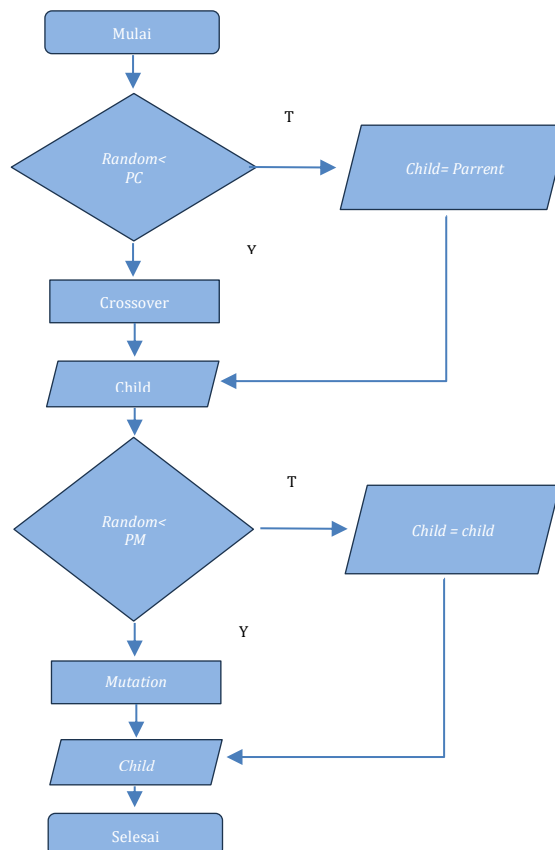 Mulai
T
Random<
PC
Child= Parrent
Y
Crossover
Child
T
Random<
PM
Child = child
Y
Mutation
Child
Selesai